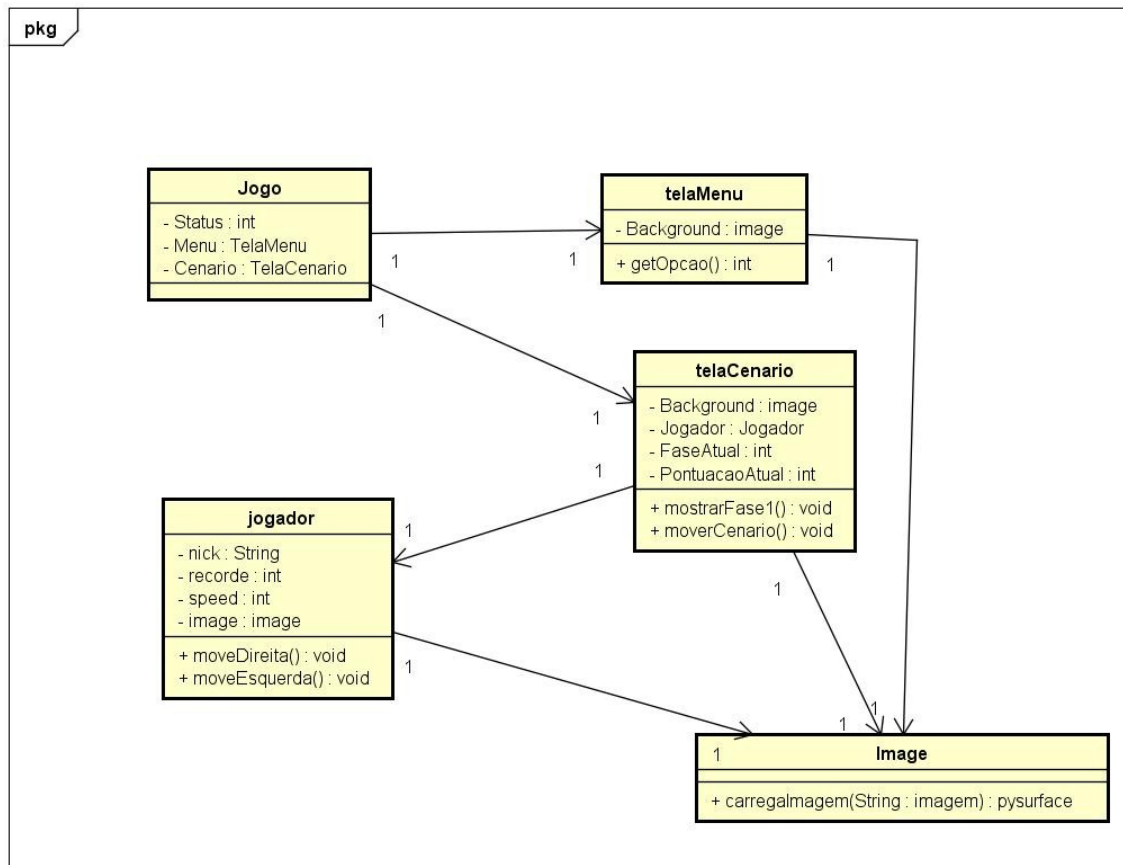 pkg
Jogo
- Status : int
- Menu : TelaMenu
- Cenario : TelaCenario
telaMenu
- Background : image
+ getOpcao() : int
1
1
1
1
telaCenario
- Background : image
- Jogador : Jogador
- FaseAtual : int
- PontuacaoAtual : int
+ mostrarFase1() : void
+ moverCenario() : void
1
1
1
1
jogador
- nick : String
- recorde : int
- speed : int
- image : image
+ moveDireita() : void
+ moveEsquerda() : void
1
1
1
1
1
Image
+ carregaImagem(String : imagem) : pysurface